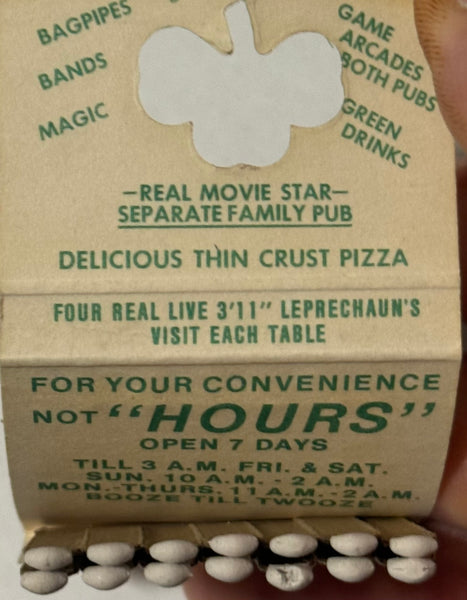 BAGPIPES
BANDS
MAGIC
GAME
ARCADES
BOTH PUBS
GREEN
DRINKS
–REAL MOVIE STAR–
SEPARATE FAMILY PUB
DELICIOUS THIN CRUST PIZZA
FOUR REAL LIVE 3'11" LEPRECHAUN'S
VISIT EACH TABLE
FOR YOUR CONVENIENCE
NOT "HOURS"
OPEN 7 DAYS
TILL 3 A.M. FRI. & SAT.
SUN. 10 A.M. - 2 A.M.
MON.-THURS. 11 A.M. - 2 A.M.
BOOZE TILL TWOOZE